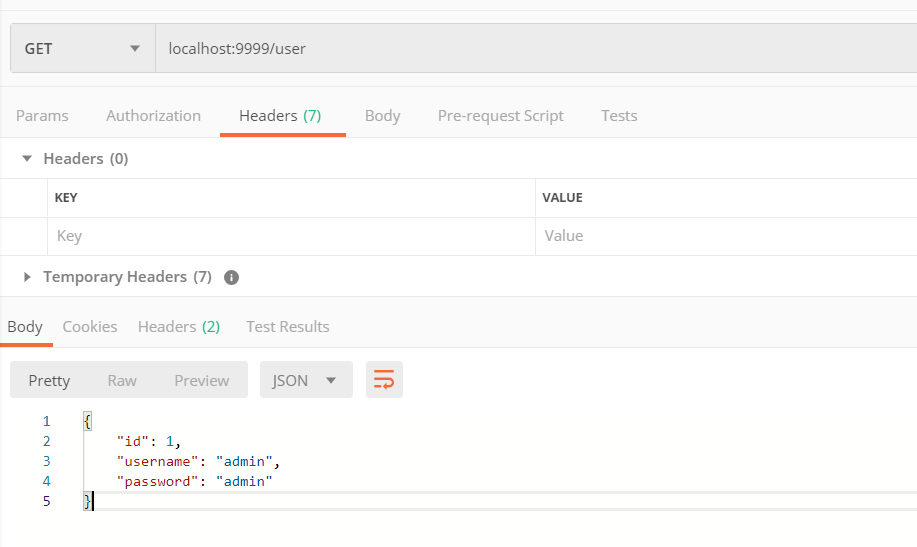 GET localhost:9999/user
Params Authorization Headers (7) Body Pre-request Script Tests
Headers (0)
KEY VALUE
Key Value
Temporary Headers (7) i
Body Cookies Headers (2) Test Results
Pretty Raw Preview JSON
1 {
2 "id": 1,
3 "username": "admin",
4 "password": "admin"
5 }